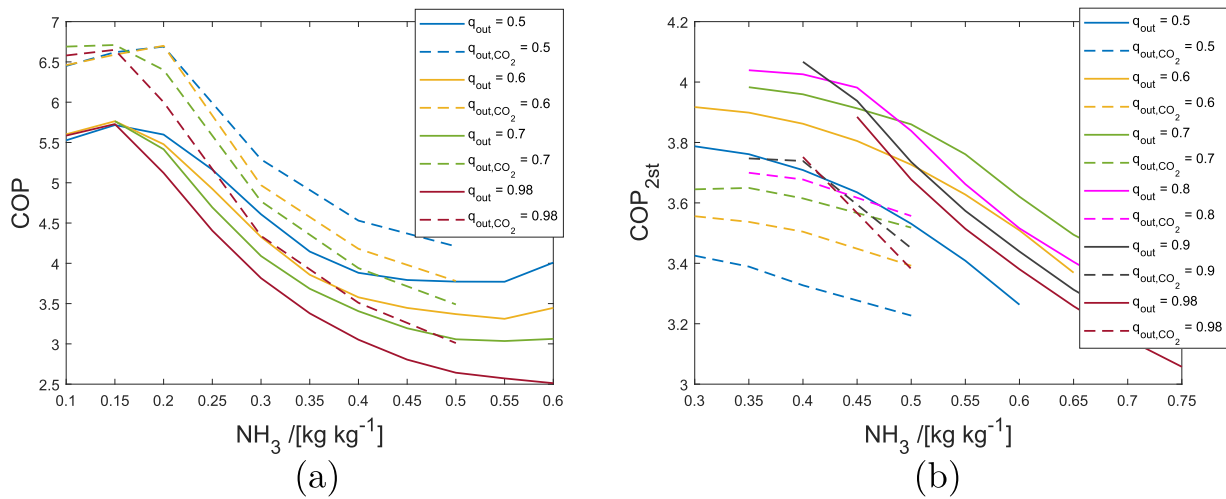 7
6.5
6
5.5
5
4.5
4
3.5
3
2.5
COP
0.1 0.15 0.2 0.25 0.3 0.35 0.4 0.45 0.5 0.55 0.6
NH₃ /[kg kg⁻¹]
q_out = 0.5
q_out,CO₂ = 0.5
q_out = 0.6
q_out,CO₂ = 0.6
q_out = 0.7
q_out,CO₂ = 0.7
q_out = 0.98
q_out,CO₂ = 0.98
(a)
4.2
4
3.8
3.6
3.4
3.2
3
COP_2st
0.3 0.35 0.4 0.45 0.5 0.55 0.6 0.65 0.7 0.75
NH₃ /[kg kg⁻¹]
q_out = 0.5
q_out,CO₂ = 0.5
q_out = 0.6
q_out,CO₂ = 0.6
q_out = 0.7
q_out,CO₂ = 0.7
q_out = 0.8
q_out,CO₂ = 0.8
q_out = 0.9
q_out,CO₂ = 0.9
q_out = 0.98
q_out,CO₂ = 0.98
(b)